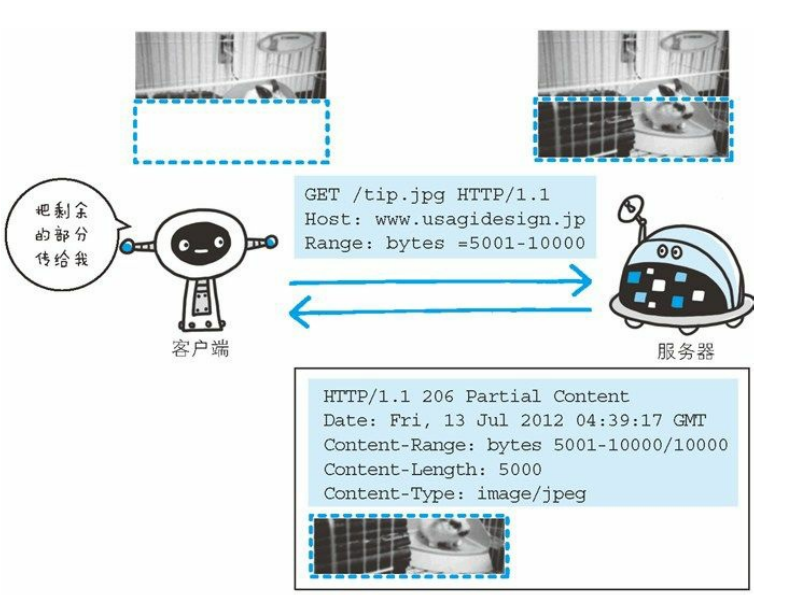 把剩余
的部分
传给我
GET /tip.jpg HTTP/1.1
Host: www.usagidesign.jp
Range: bytes =5001-10000
客户端
服务器
HTTP/1.1 206 Partial Content
Date: Fri, 13 Jul 2012 04:39:17 GMT
Content-Range: bytes 5001-10000/10000
Content-Length: 5000
Content-Type: image/jpeg